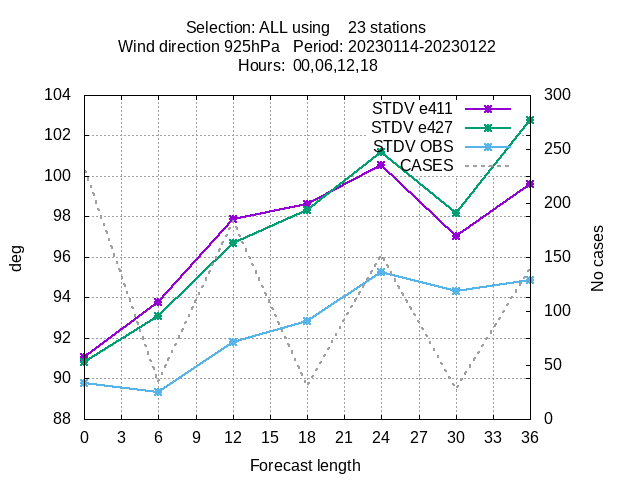 Selection: ALL using    23 stations
Wind direction 925hPa   Period: 20230114-20230122
Hours:  00,06,12,18
STDV e411
STDV e427
STDV OBS
CASES
104
102
100
98
96
94
92
90
88
300
250
200
150
100
50
0
deg
No cases
0 3 6 9 12 15 18 21 24 27 30 33 36
Forecast length